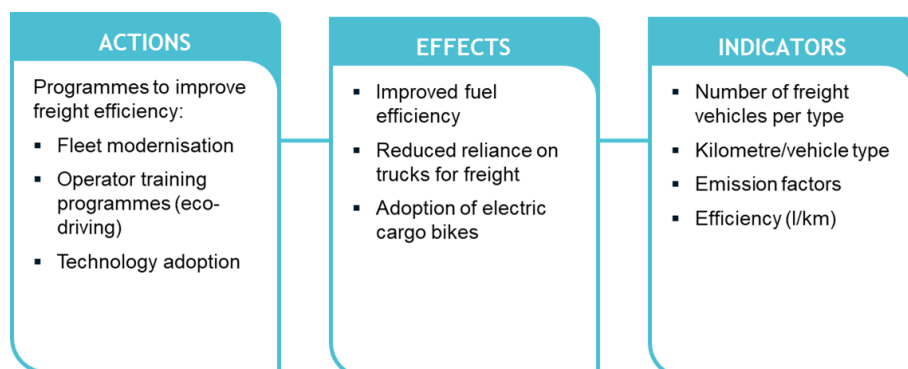 ACTIONS
Programmes to improve
freight efficiency:
▪ Fleet modernisation
▪ Operator training
programmes (eco-
driving)
▪ Technology adoption
EFFECTS
▪ Improved fuel
efficiency
▪ Reduced reliance on
trucks for freight
▪ Adoption of electric
cargo bikes
INDICATORS
▪ Number of freight
vehicles per type
▪ Kilometre/vehicle type
▪ Emission factors
▪ Efficiency (l/km)